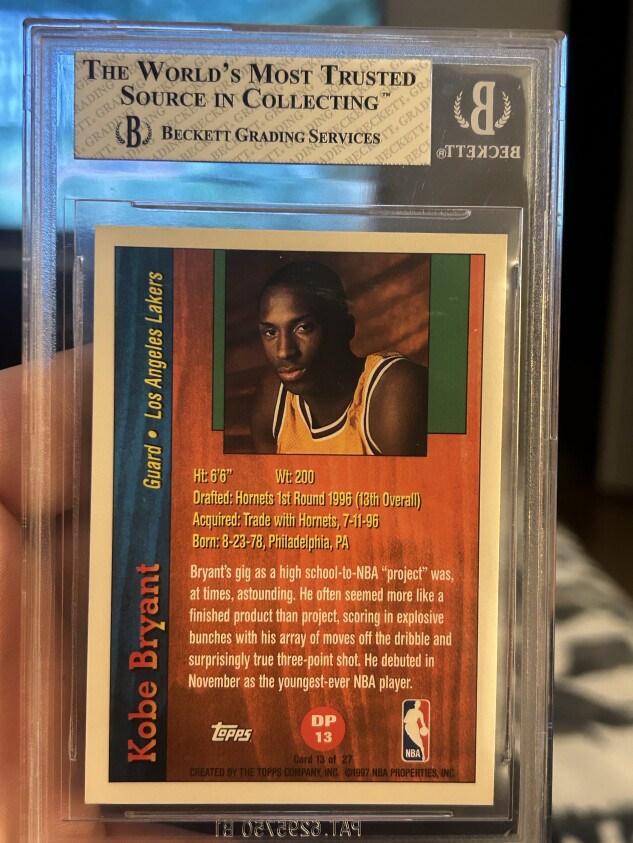 THE WORLD'S MOST TRUSTED
SOURCE IN COLLECTING™
B BECKETT GRADING SERVICES
B
BECKETT®
Guard • Los Angeles Lakers
Kobe Bryant
Ht: 6'6" Wt: 200
Drafted: Hornets 1st Round 1996 (13th Overall)
Acquired: Trade with Hornets, 7-11-96
Born: 8-23-78, Philadelphia, PA
Bryant's gig as a high school-to-NBA "project" was,
at times, astounding. He often seemed more like a
finished product than project, scoring in explosive
bunches with his array of moves off the dribble and
surprisingly true three-point shot. He debuted in
November as the youngest-ever NBA player.
TOPPS
DP
13
NBA
Card 13 of 27
CREATED BY THE TOPPS COMPANY, INC. ©1997 NBA PROPERTIES, INC.